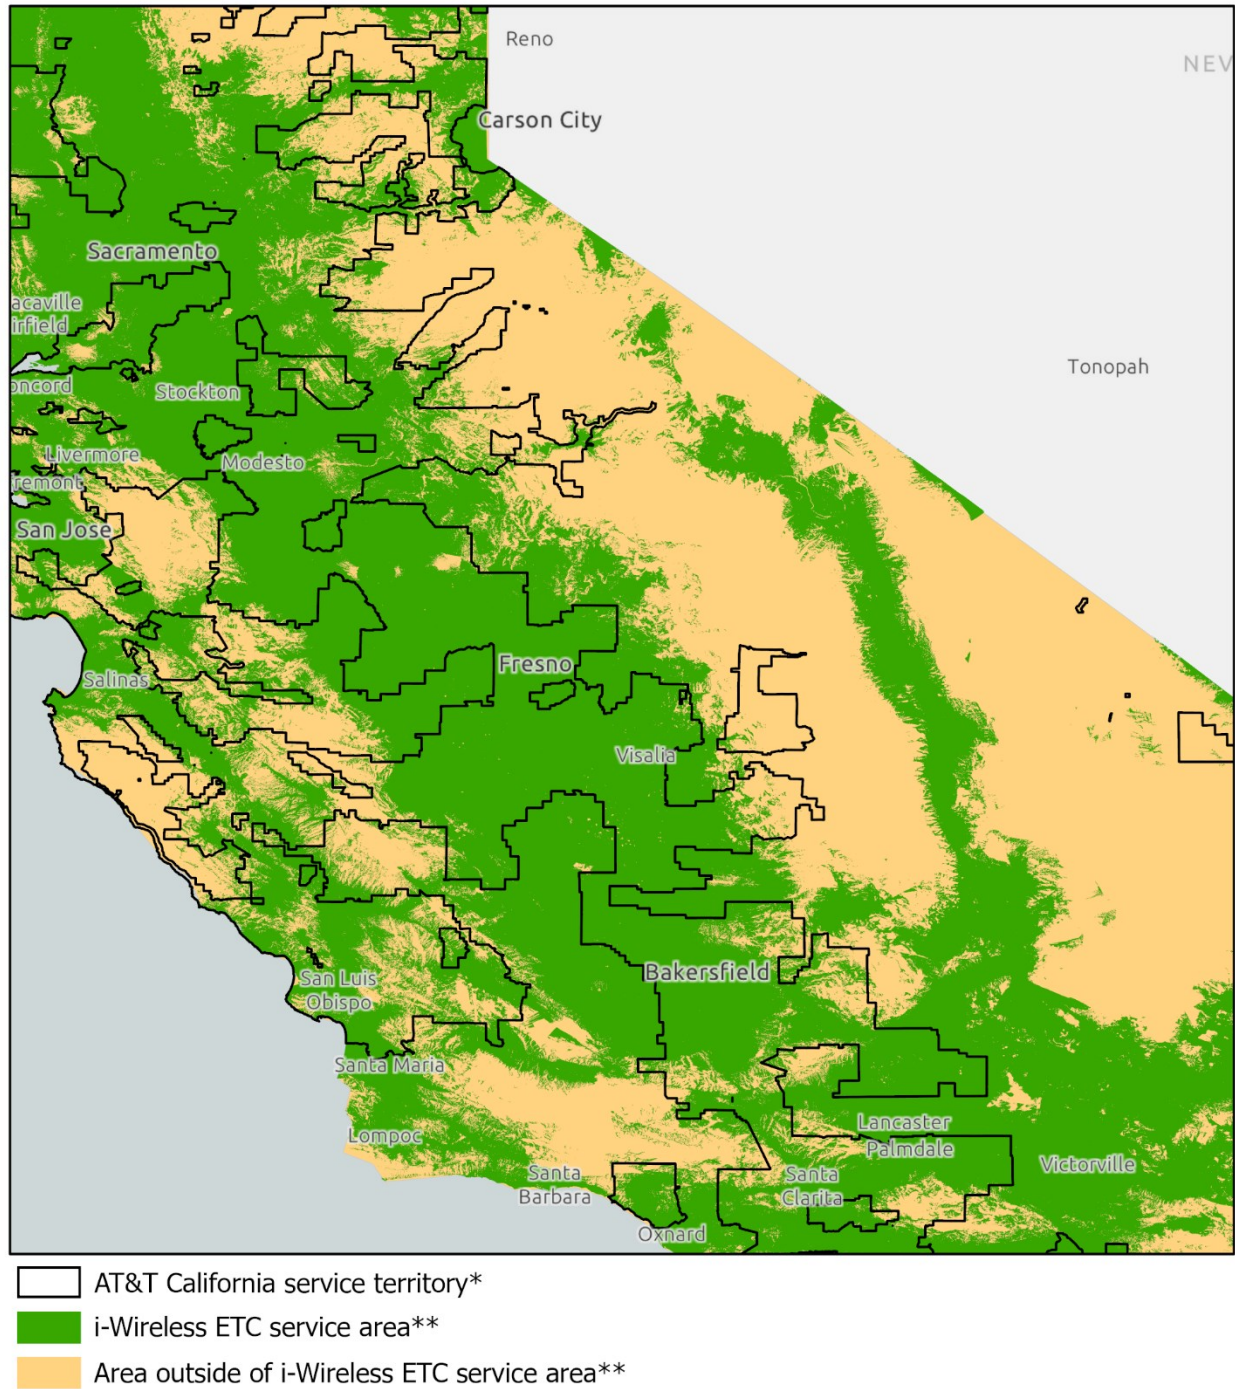 Reno
NEV
Carson City
Sacramento
acaville
irfield
Tonopah
oncord
Stockton
Livermore
Modesto
remont
San Jose
Fresno
Salinas
Visalia
Bakersfield
San Luis
Obispo
Santa Maria
Lompoc
Lancaster
Palmdale
Victorville
Santa
Barbara
Santa
Clarita
Oxnard
AT&T California service territory*
i-Wireless ETC service area**
Area outside of i-Wireless ETC service area**